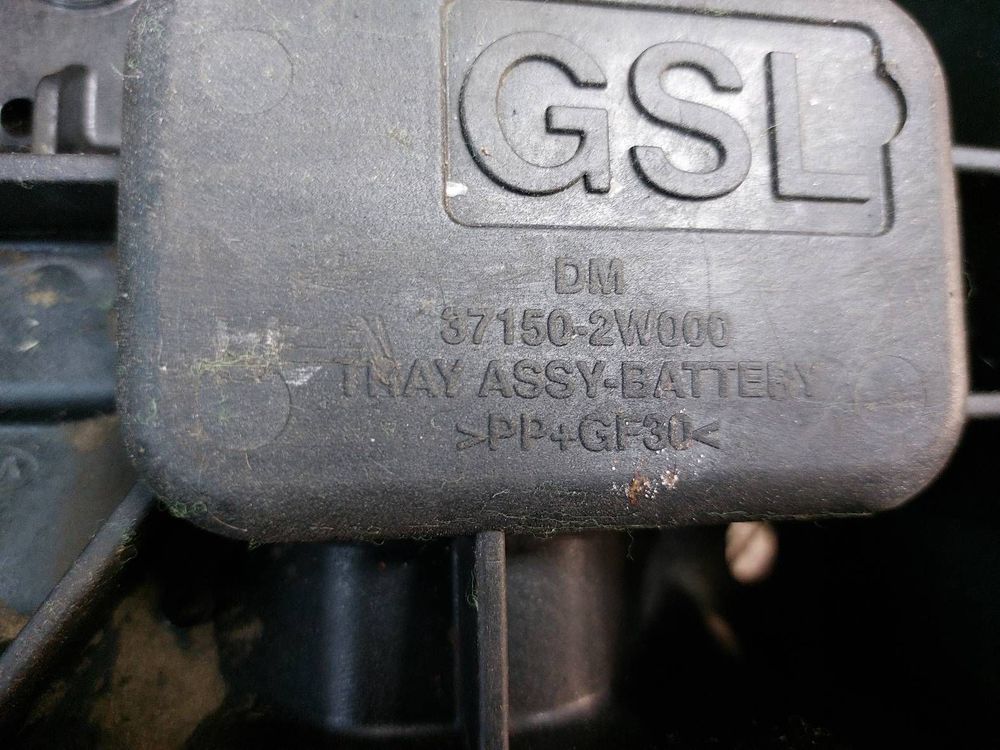 GSL
DM
37150-2W000
TRAY ASSY-BATTERY
>PP+GF30<